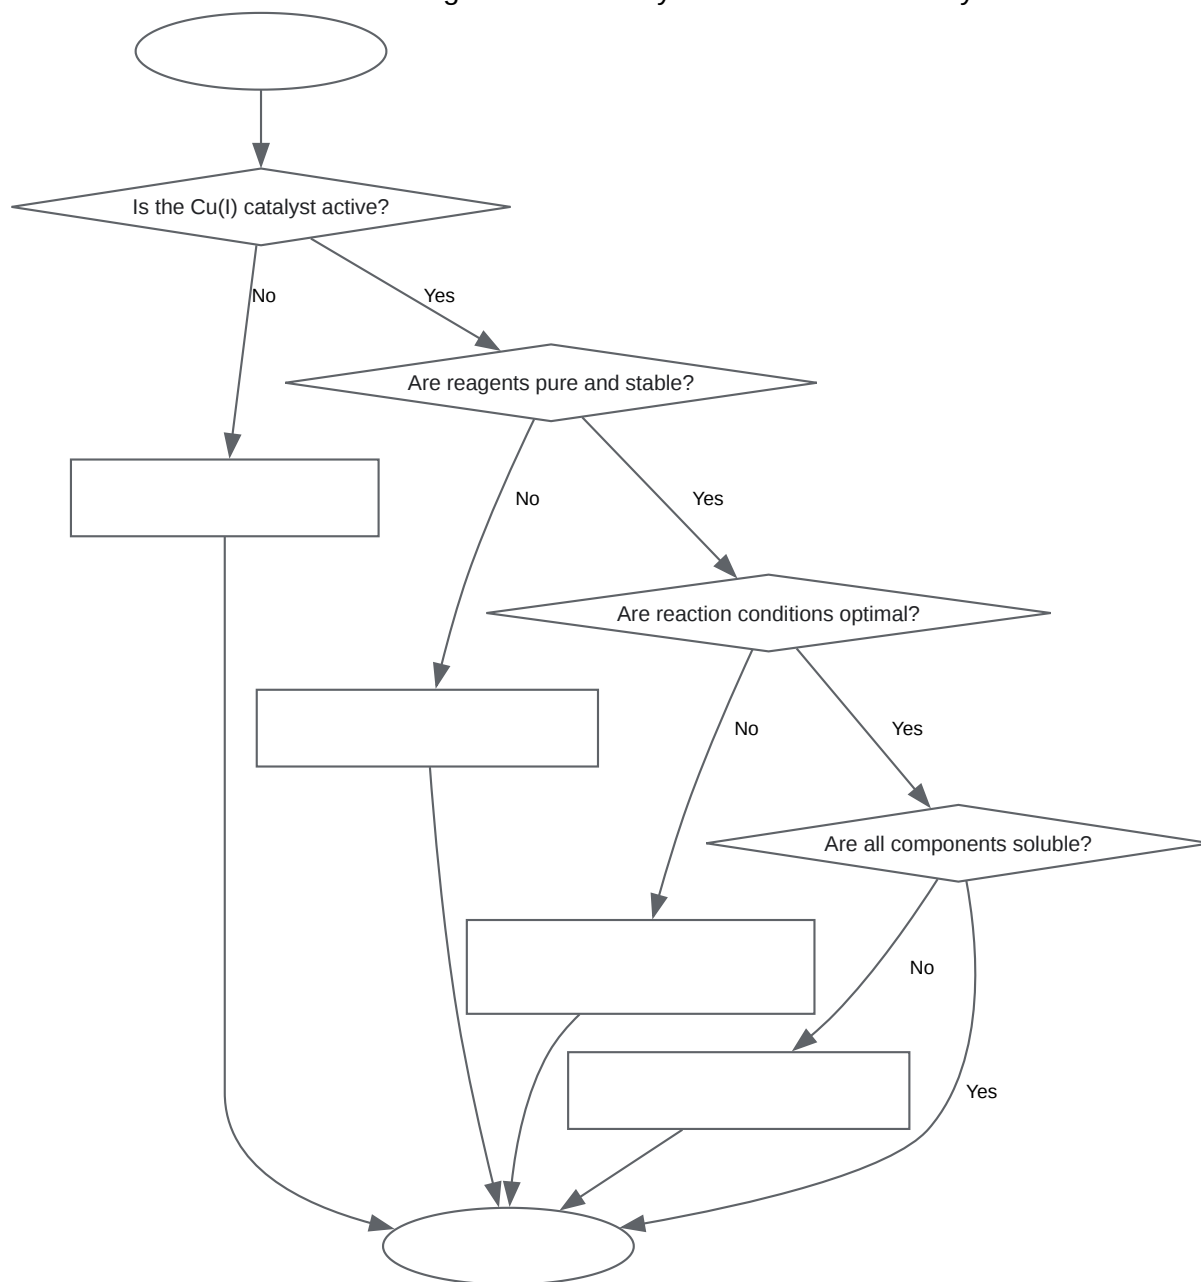 Is the Cu(I) catalyst active?
No
Yes
Are reagents pure and stable?
No
Yes
Are reaction conditions optimal?
No
Yes
Are all components soluble?
No
Yes